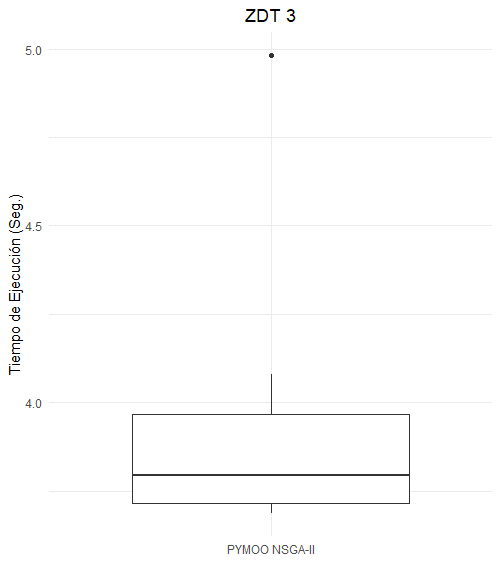 ZDT 3
Tiempo de Ejecución (Seg.)
5.0
4.5
4.0
PYMOO NSGA-II